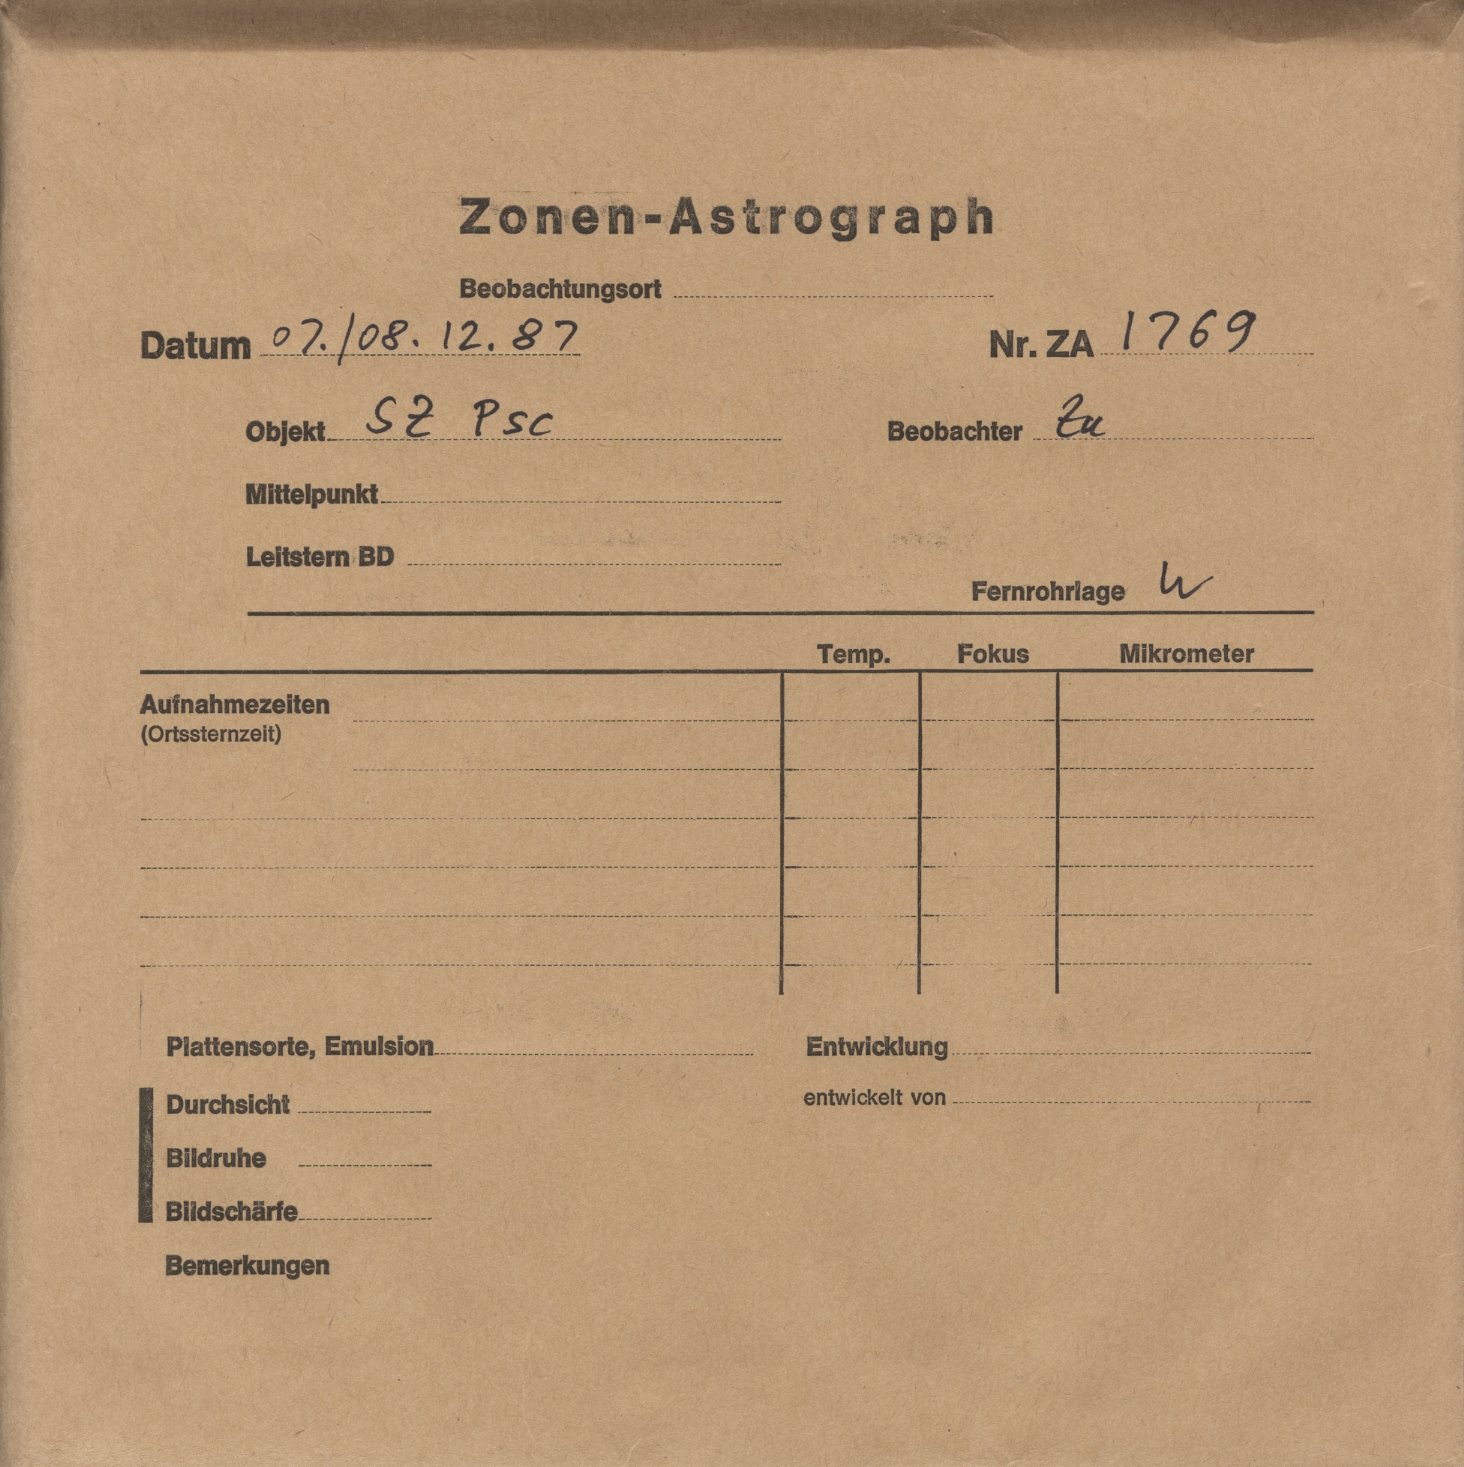 Zonen-Astrograph
Beobachtungsort
Datum 07./08. 12. 87 Nr. ZA 1769
Objekt SZ Psc Beobachter Zu
Mittelpunkt
Leitstern BD
Fernrohrlage W
Temp. Fokus Mikrometer
Aufnahmezeiten
(Ortssternzeit)
Plattensorte, Emulsion Entwicklung
Durchsicht entwickelt von
Bildruhe
Bildschärfe
Bemerkungen